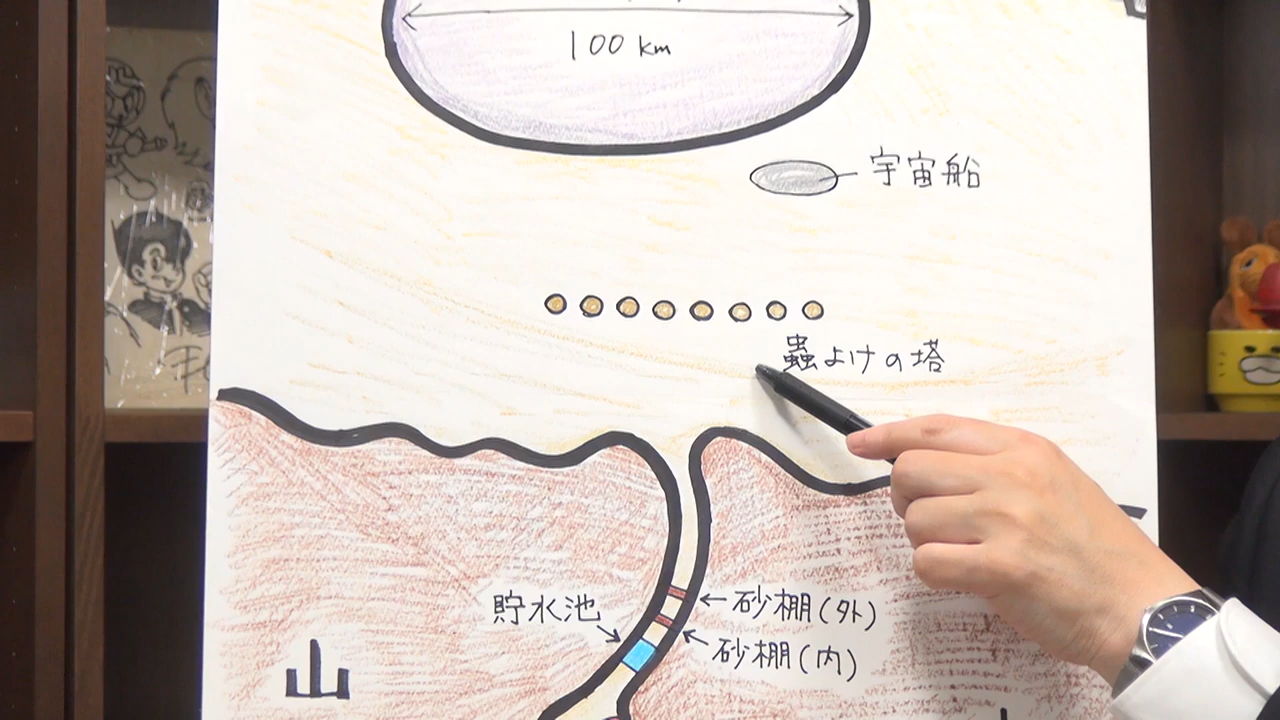 100 km
宇宙船
蟲よけの塔
貯水池
砂棚(外)
砂棚(内)
山